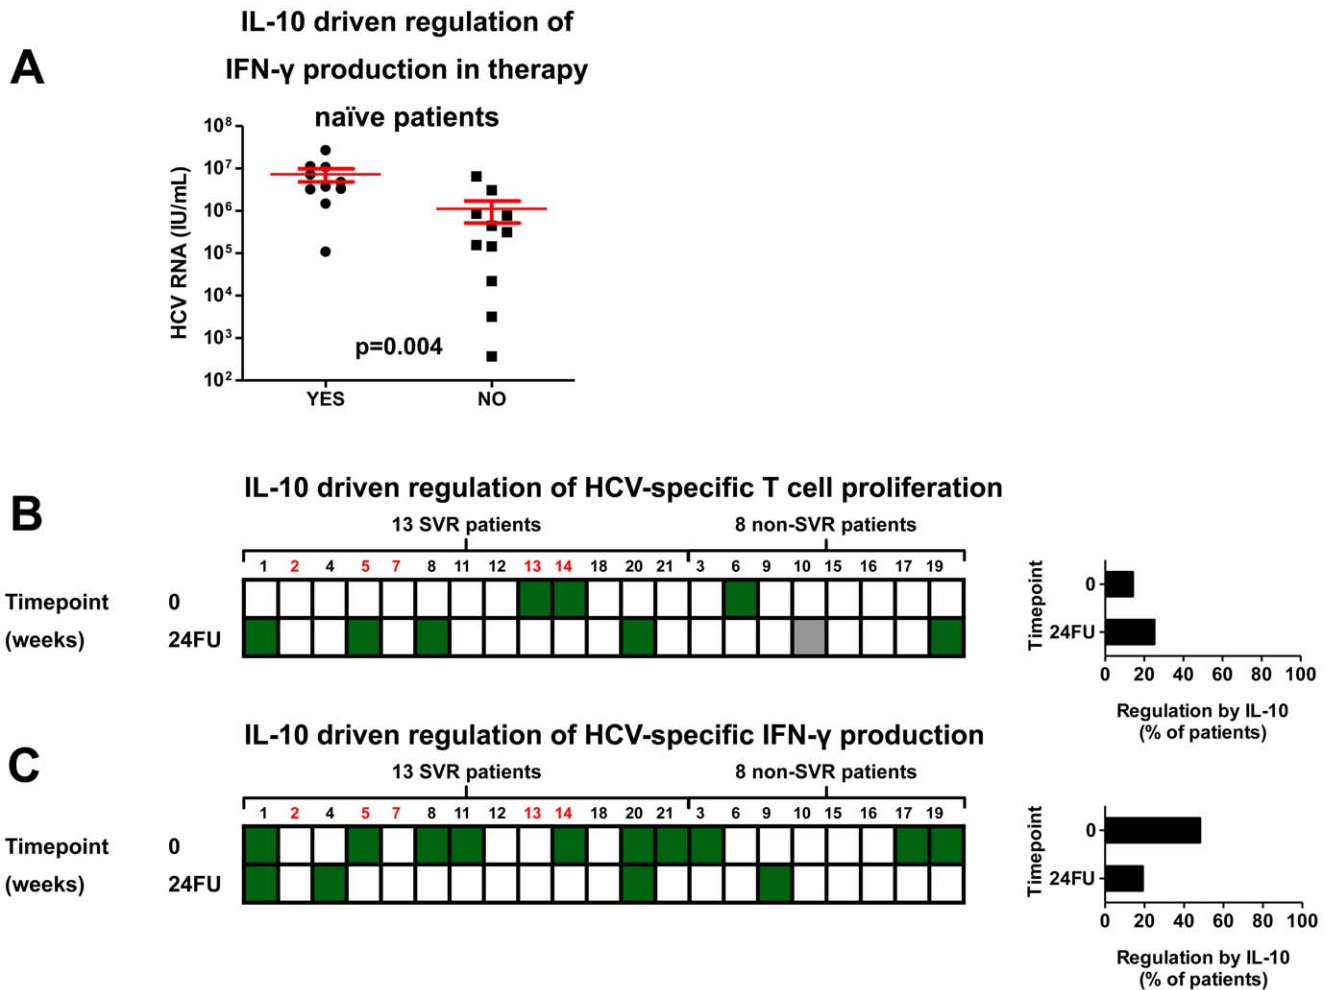 IL-10 driven regulation of
A
IFN-γ production in therapy
naïve patients
HCV RNA (IU/mL)
10⁸
10⁷
10⁶
10⁵
10⁴
10³
10²
p=0.004
YES NO
B
IL-10 driven regulation of HCV-specific T cell proliferation
13 SVR patients 8 non-SVR patients
1 2 4 5 7 8 11 12 13 14 18 20 21 3 6 9 10 15 16 17 19
Timepoint 0
(weeks) 24FU
Timepoint
0
24FU
0 20 40 60 80 100
Regulation by IL-10
(% of patients)
C
IL-10 driven regulation of HCV-specific IFN-γ production
13 SVR patients 8 non-SVR patients
1 2 4 5 7 8 11 12 13 14 18 20 21 3 6 9 10 15 16 17 19
Timepoint 0
(weeks) 24FU
Timepoint
0
24FU
0 20 40 60 80 100
Regulation by IL-10
(% of patients)